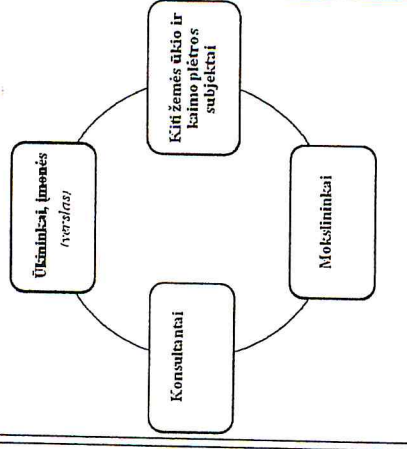 Ūkininkai, įmonės
(verslas)
Kiti žemės ūkio ir
kaimo plėtros
subjektai
Mokslininkai
Konsultantai